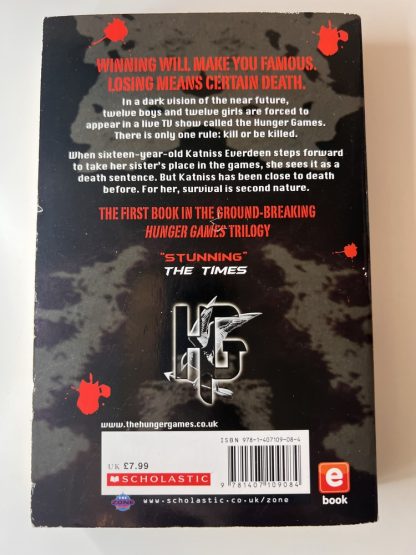 WINNING WILL MAKE YOU FAMOUS.
LOSING MEANS CERTAIN DEATH.
In a dark vision of the near future,
twelve boys and twelve girls are forced to
appear in a live TV show called the Hunger Games.
There is only one rule: kill or be killed.
When sixteen-year-old Katniss Everdeen steps forward
to take her sister's place in the games, she sees it as a
death sentence. But Katniss has been close to death
before. For her, survival is second nature.
THE FIRST BOOK IN THE GROUND-BREAKING
HUNGER GAMES TRILOGY
"STUNNING"
THE TIMES
HG
www.thehungergames.co.uk
ISBN 978-1-407109-08-4
UK £7.99
SCHOLASTIC
9 781407 109084
e
book
www.scholastic.co.uk/zone